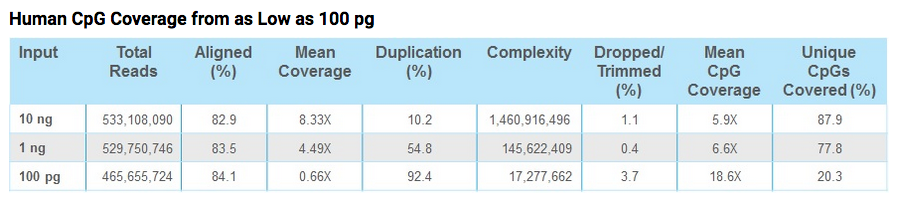 Human CpG Coverage from as Low as 100 pg
Input Total Reads Aligned (%) Mean Coverage Duplication (%) Complexity Dropped/Trimmed (%) Mean CpG Coverage Unique CpGs Covered (%)
10 ng 533,108,090 82.9 8.33X 10.2 1,460,916,496 1.1 5.9X 87.9
1 ng 529,750,746 83.5 4.49X 54.8 145,622,409 0.4 6.6X 77.8
100 pg 465,655,724 84.1 0.66X 92.4 17,277,662 3.7 18.6X 20.3